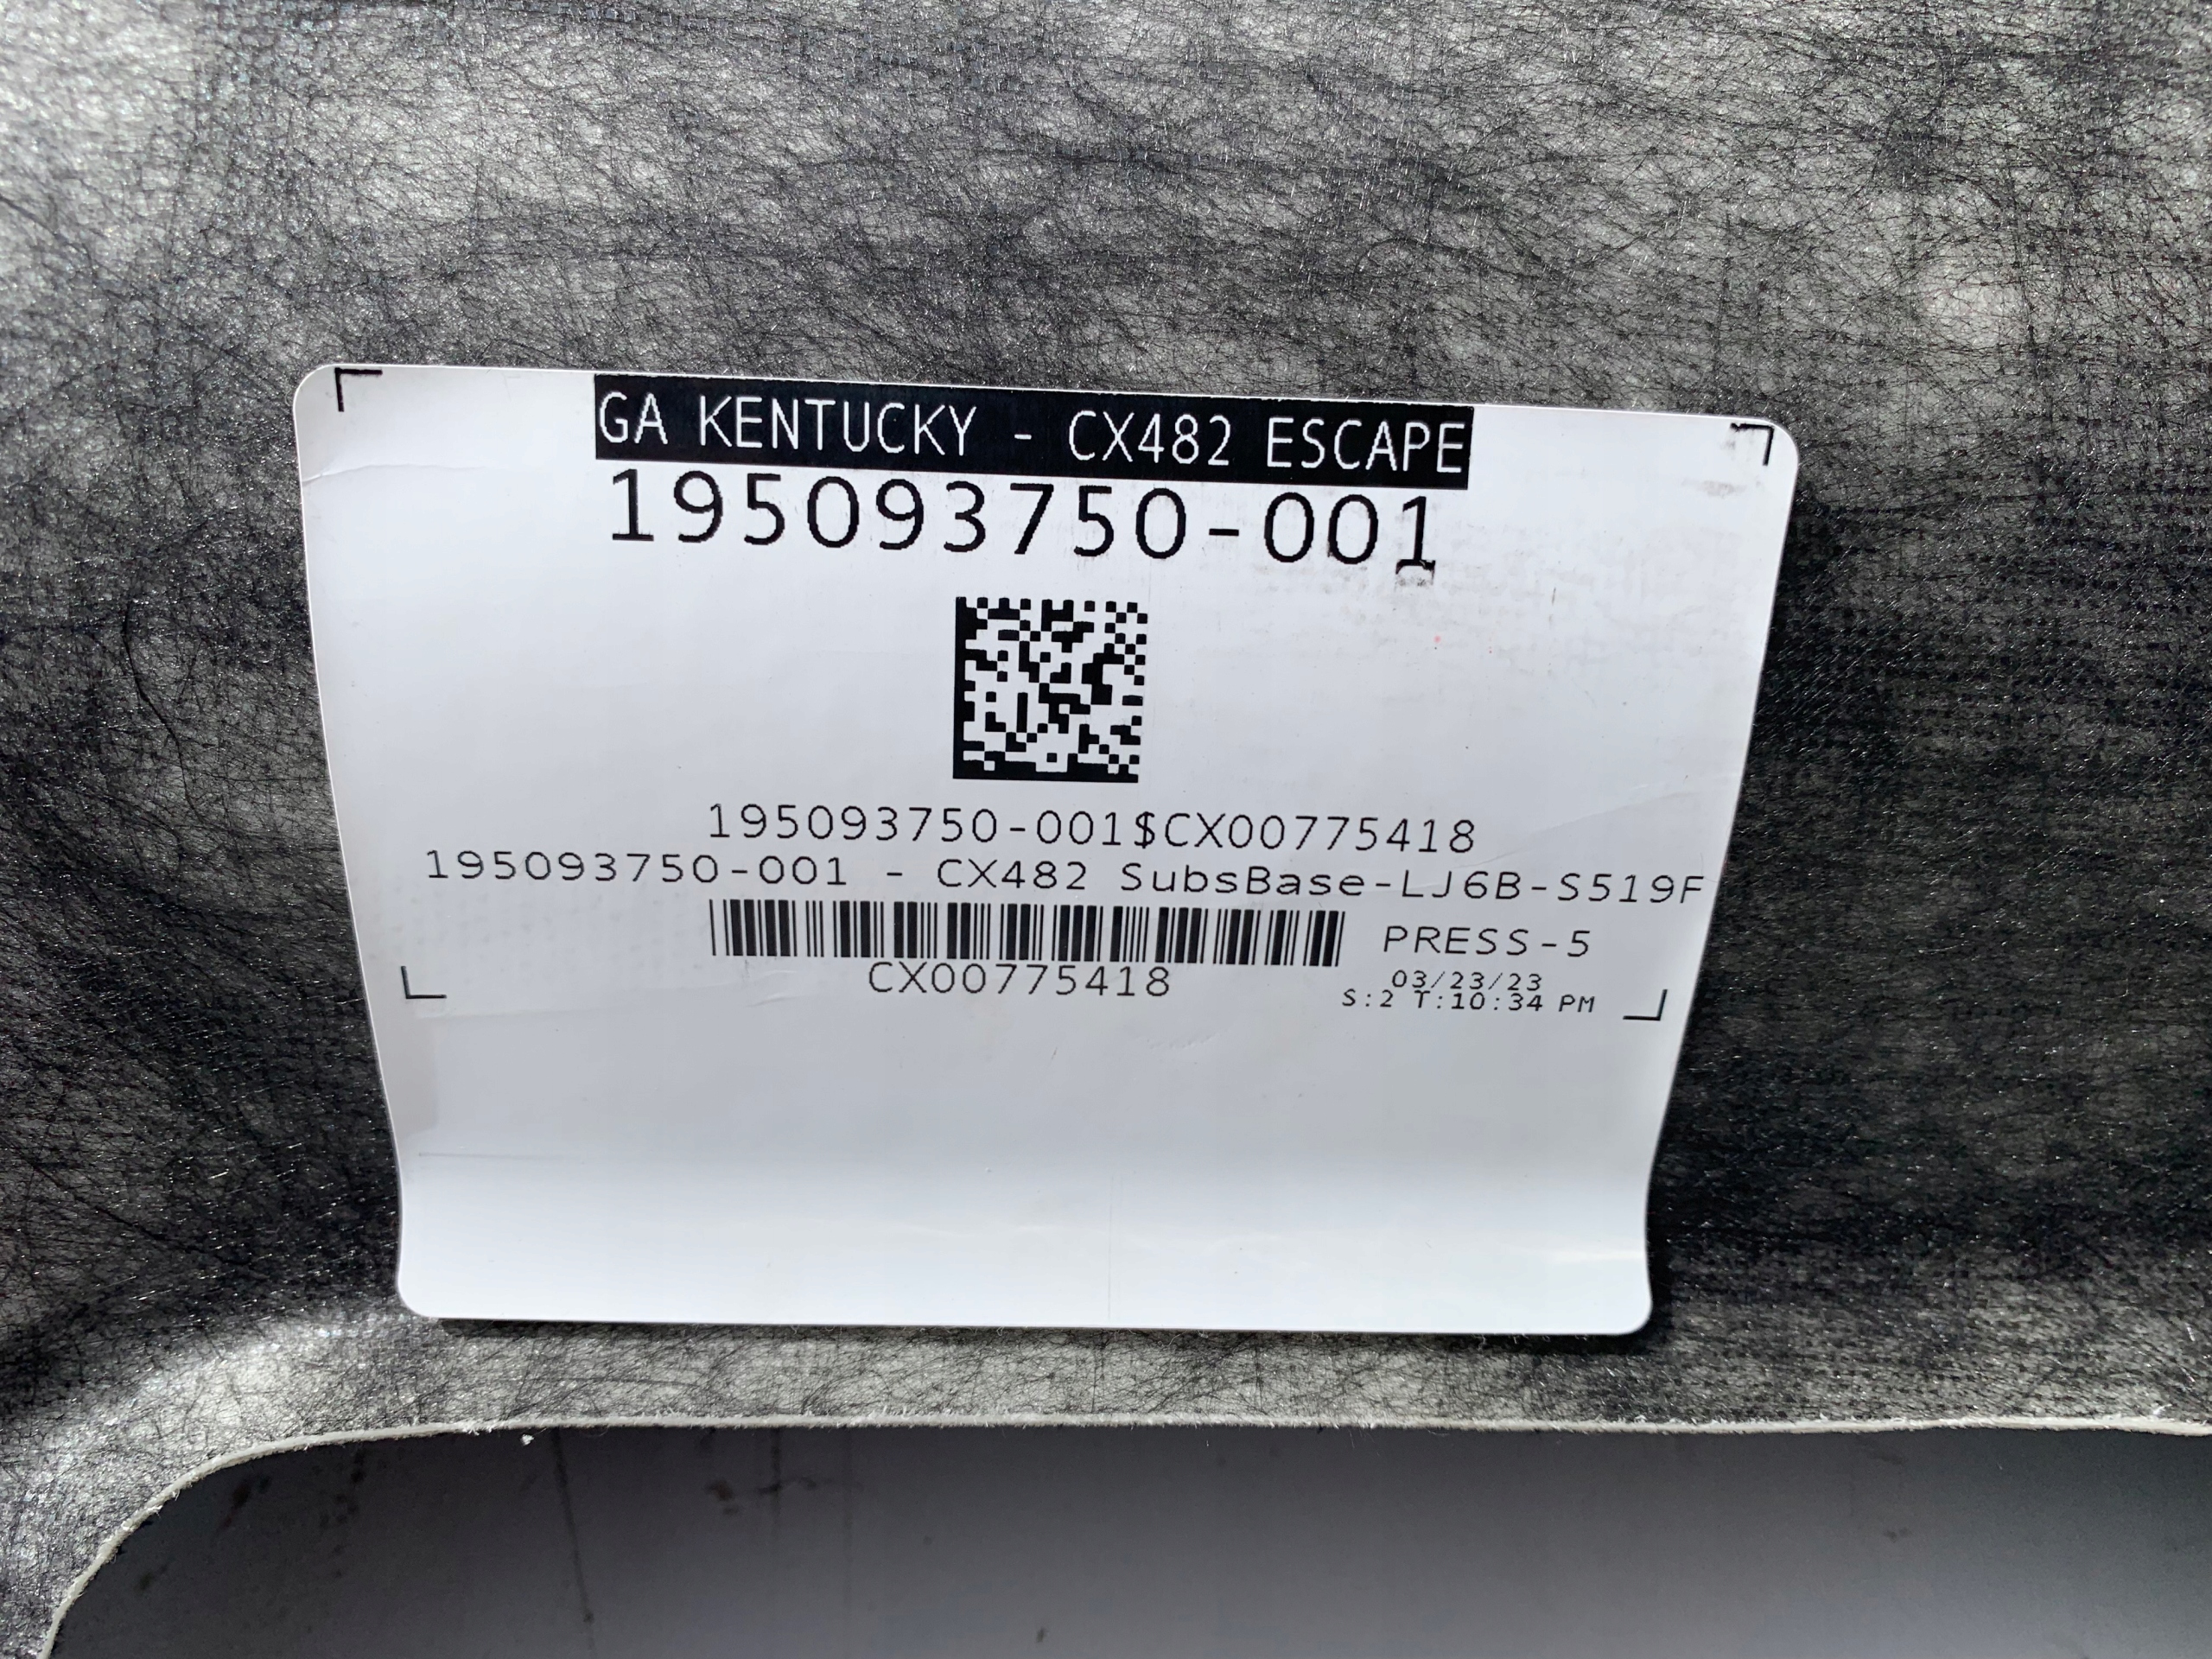 GA KENTUCKY - CX482 ESCAPE
195093750-001
195093750-001$CX00775418
195093750-001 - CX482 SubsBase-LJ6B-S519F
CX00775418
PRESS-5
03/23/23
S:2 T:10:34 PM